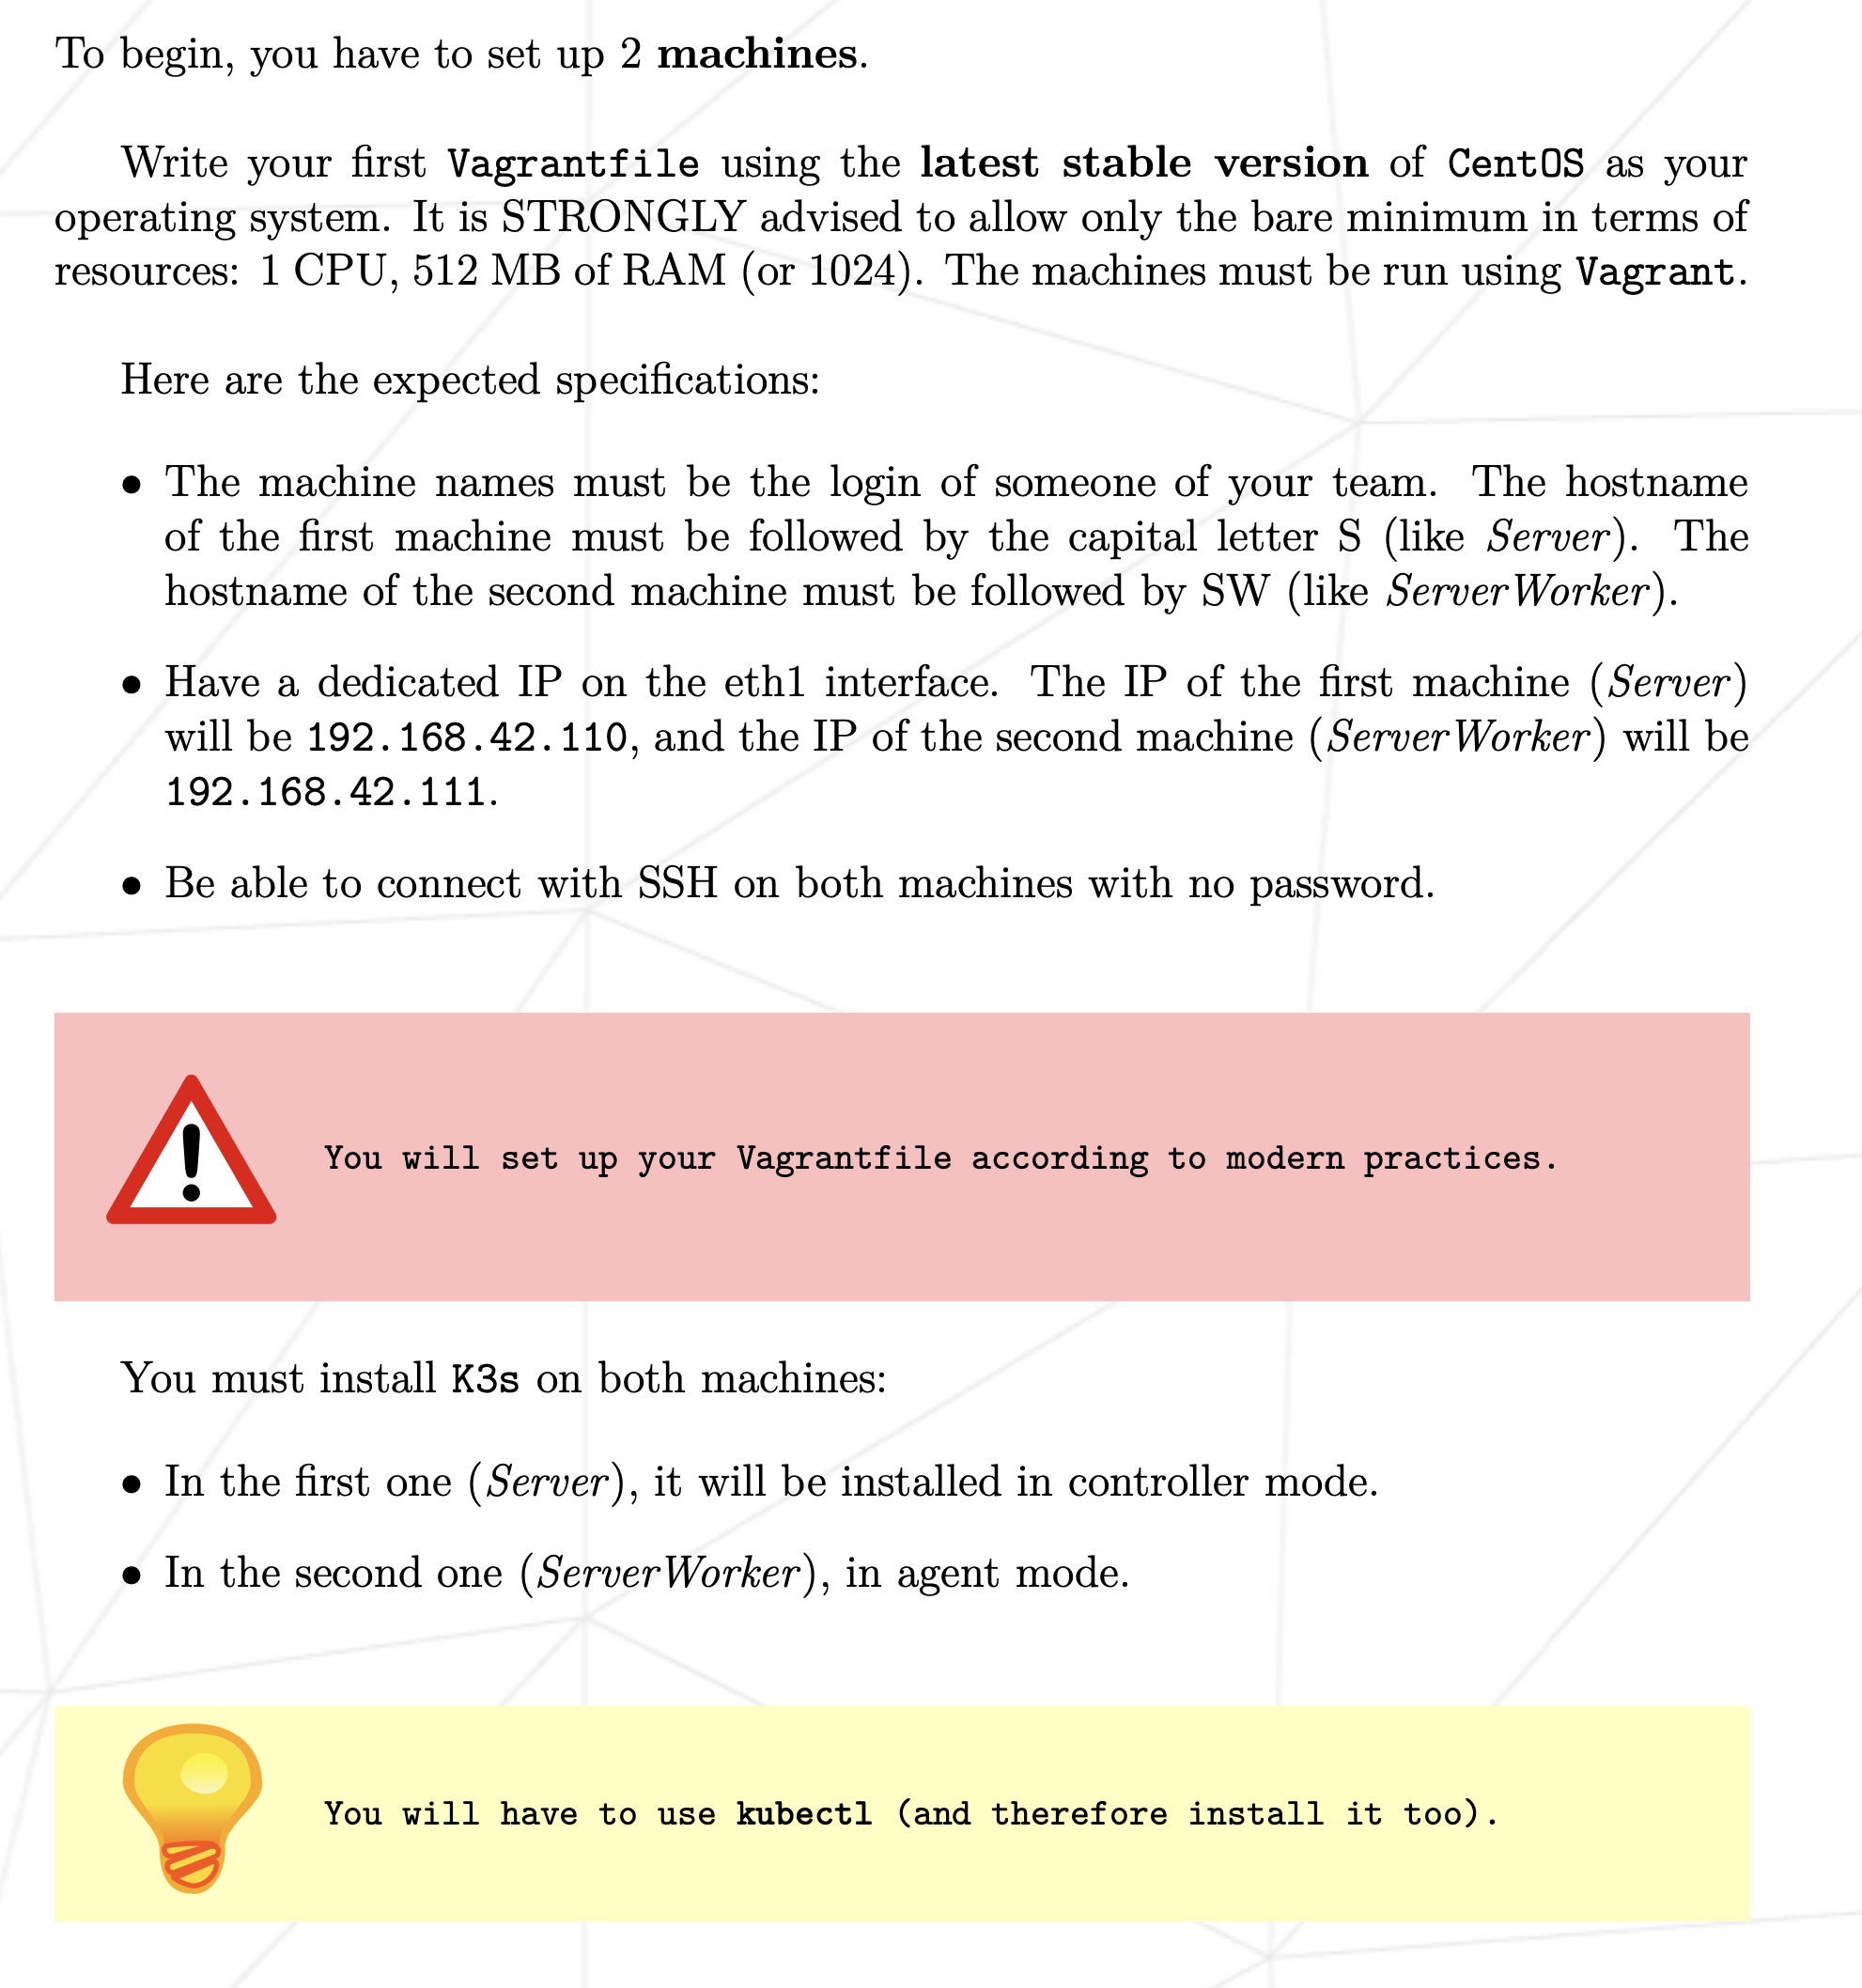 To begin, you have to set up 2 machines.
Write your first Vagrantfile using the latest stable version of CentOS as your
operating system. It is STRONGLY advised to allow only the bare minimum in terms of
resources: 1 CPU, 512 MB of RAM (or 1024). The machines must be run using Vagrant.
Here are the expected specifications:
• The machine names must be the login of someone of your team. The hostname
of the first machine must be followed by the capital letter S (like Server). The
hostname of the second machine must be followed by SW (like ServerWorker).
• Have a dedicated IP on the eth1 interface. The IP of the first machine (Server)
will be 192.168.42.110, and the IP of the second machine (ServerWorker) will be
192.168.42.111.
• Be able to connect with SSH on both machines with no password.
You will set up your Vagrantfile according to modern practices.
You must install K3s on both machines:
• In the first one (Server), it will be installed in controller mode.
• In the second one (ServerWorker), in agent mode.
You will have to use kubectl (and therefore install it too).